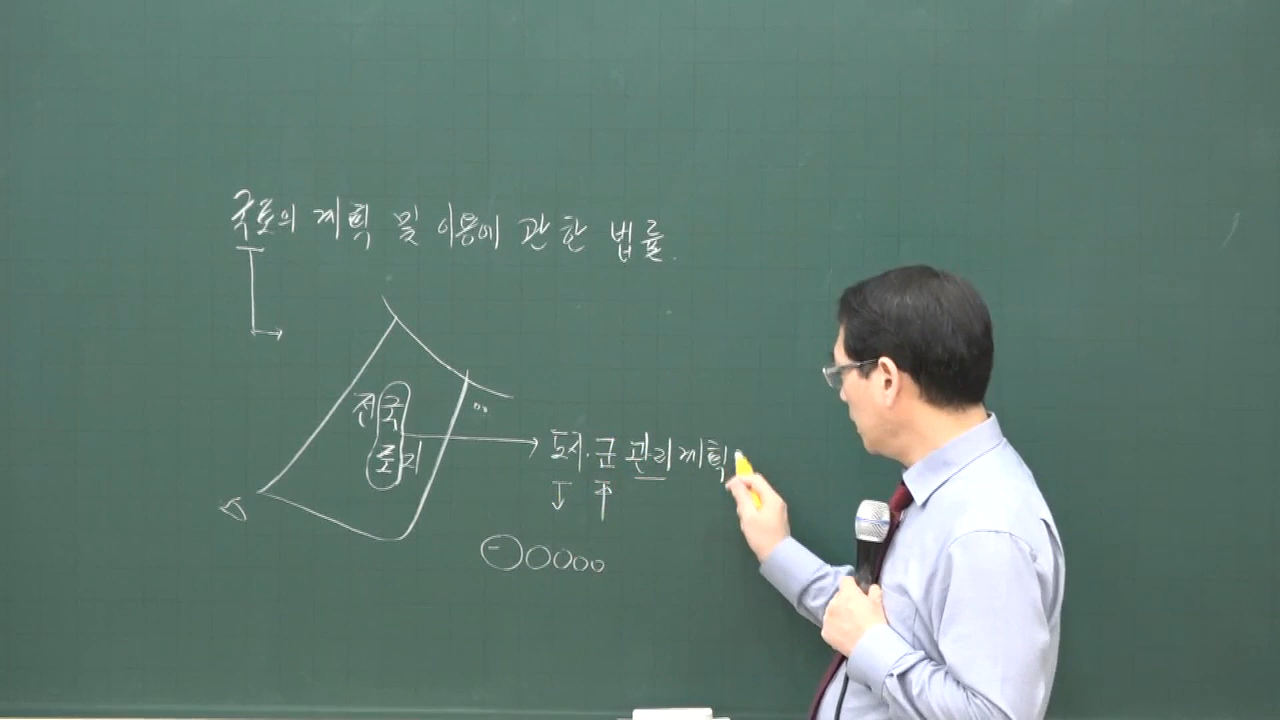 국토의 계획 및 이용에 관한 법률.
전국
토지
도시·군 관리계획